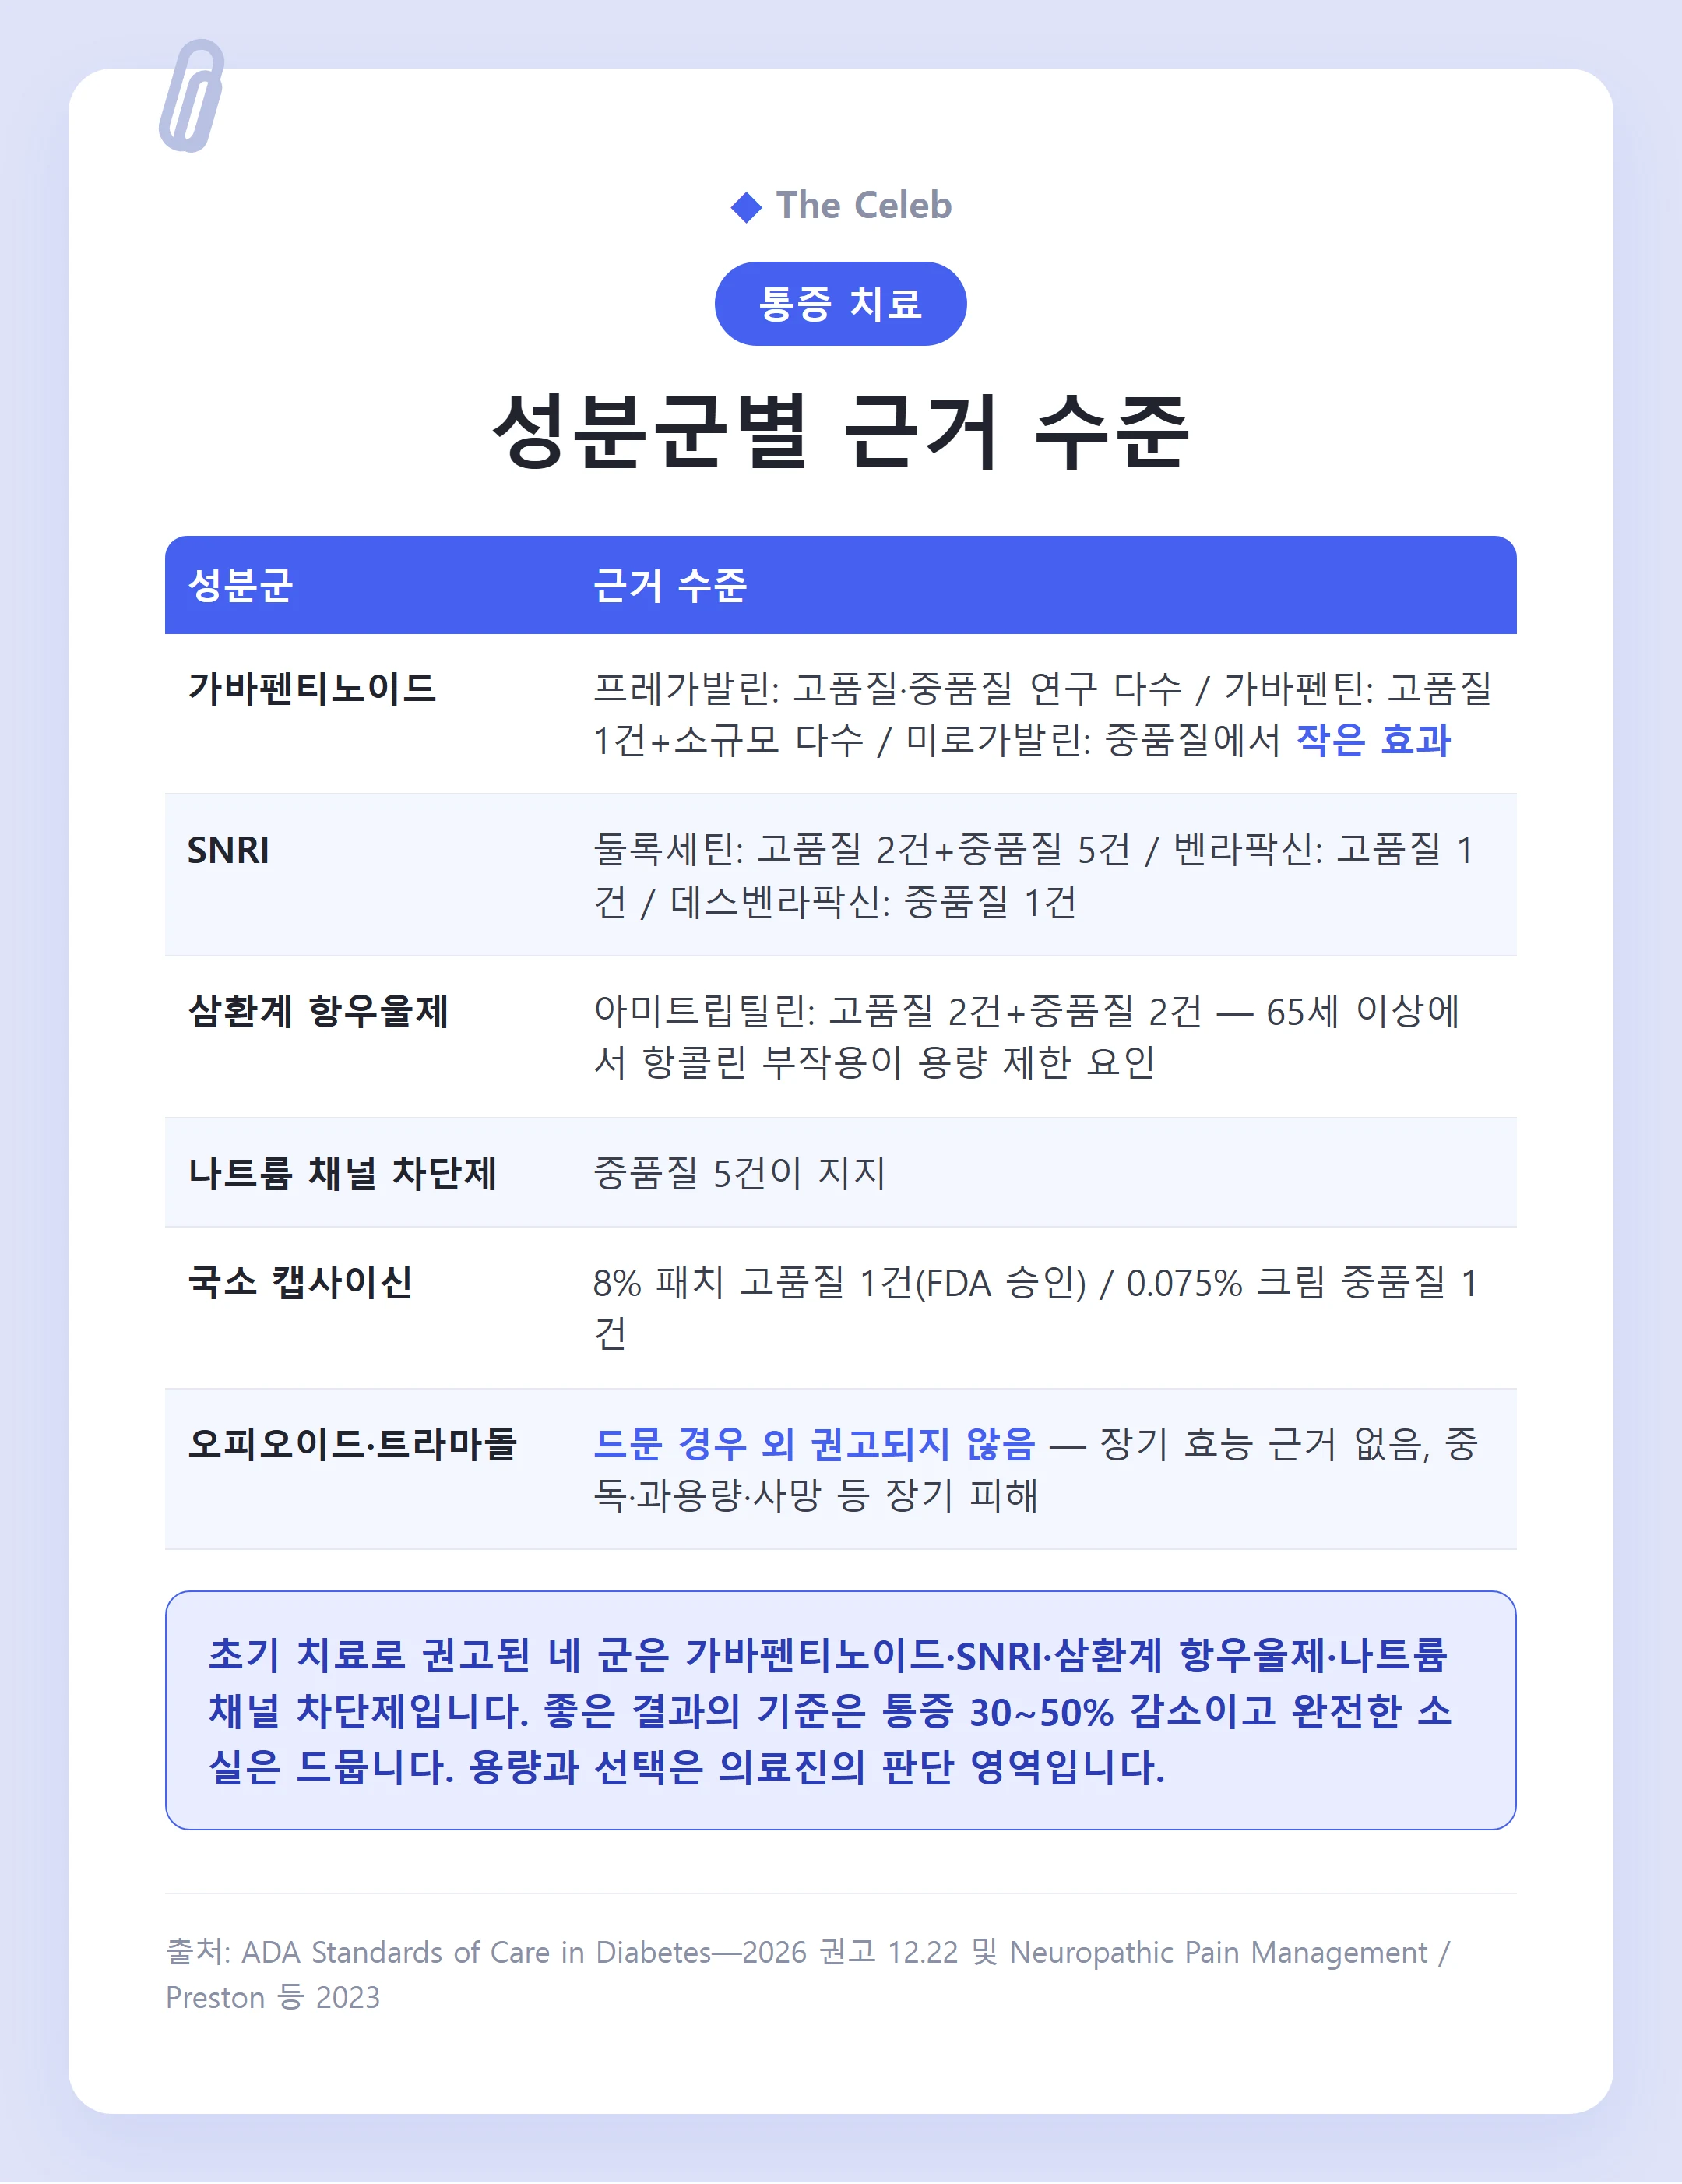 The Celeb
통증 치료
성분군별 근거 수준
성분군 근거 수준
가바펜티노이드 프레가발린: 고품질·중품질 연구 다수 / 가바펜틴: 고품질
1건+소규모 다수 / 미로가발린: 중품질에서 작은 효과
SNRI 둘록세틴: 고품질 2건+중품질 5건 / 벤라팍신: 고품질 1
건 / 데스벤라팍신: 중품질 1건
삼환계 항우울제 아미트립틸린: 고품질 2건+중품질 2건 — 65세 이상에
서 항콜린 부작용이 용량 제한 요인
나트륨 채널 차단제 중품질 5건이 지지
국소 캡사이신 8% 패치 고품질 1건(FDA 승인) / 0.075% 크림 중품질 1
건
오피오이드·트라마돌 드문 경우 외 권고되지 않음 — 장기 효능 근거 없음, 중
독·과용량·사망 등 장기 피해
초기 치료로 권고된 네 군은 가바펜티노이드·SNRI·삼환계 항우울제·나트륨
채널 차단제입니다. 좋은 결과의 기준은 통증 30~50% 감소이고 완전한 소
실은 드뭅니다. 용량과 선택은 의료진의 판단 영역입니다.
출처: ADA Standards of Care in Diabetes—2026 권고 12.22 및 Neuropathic Pain Management /
Preston 등 2023